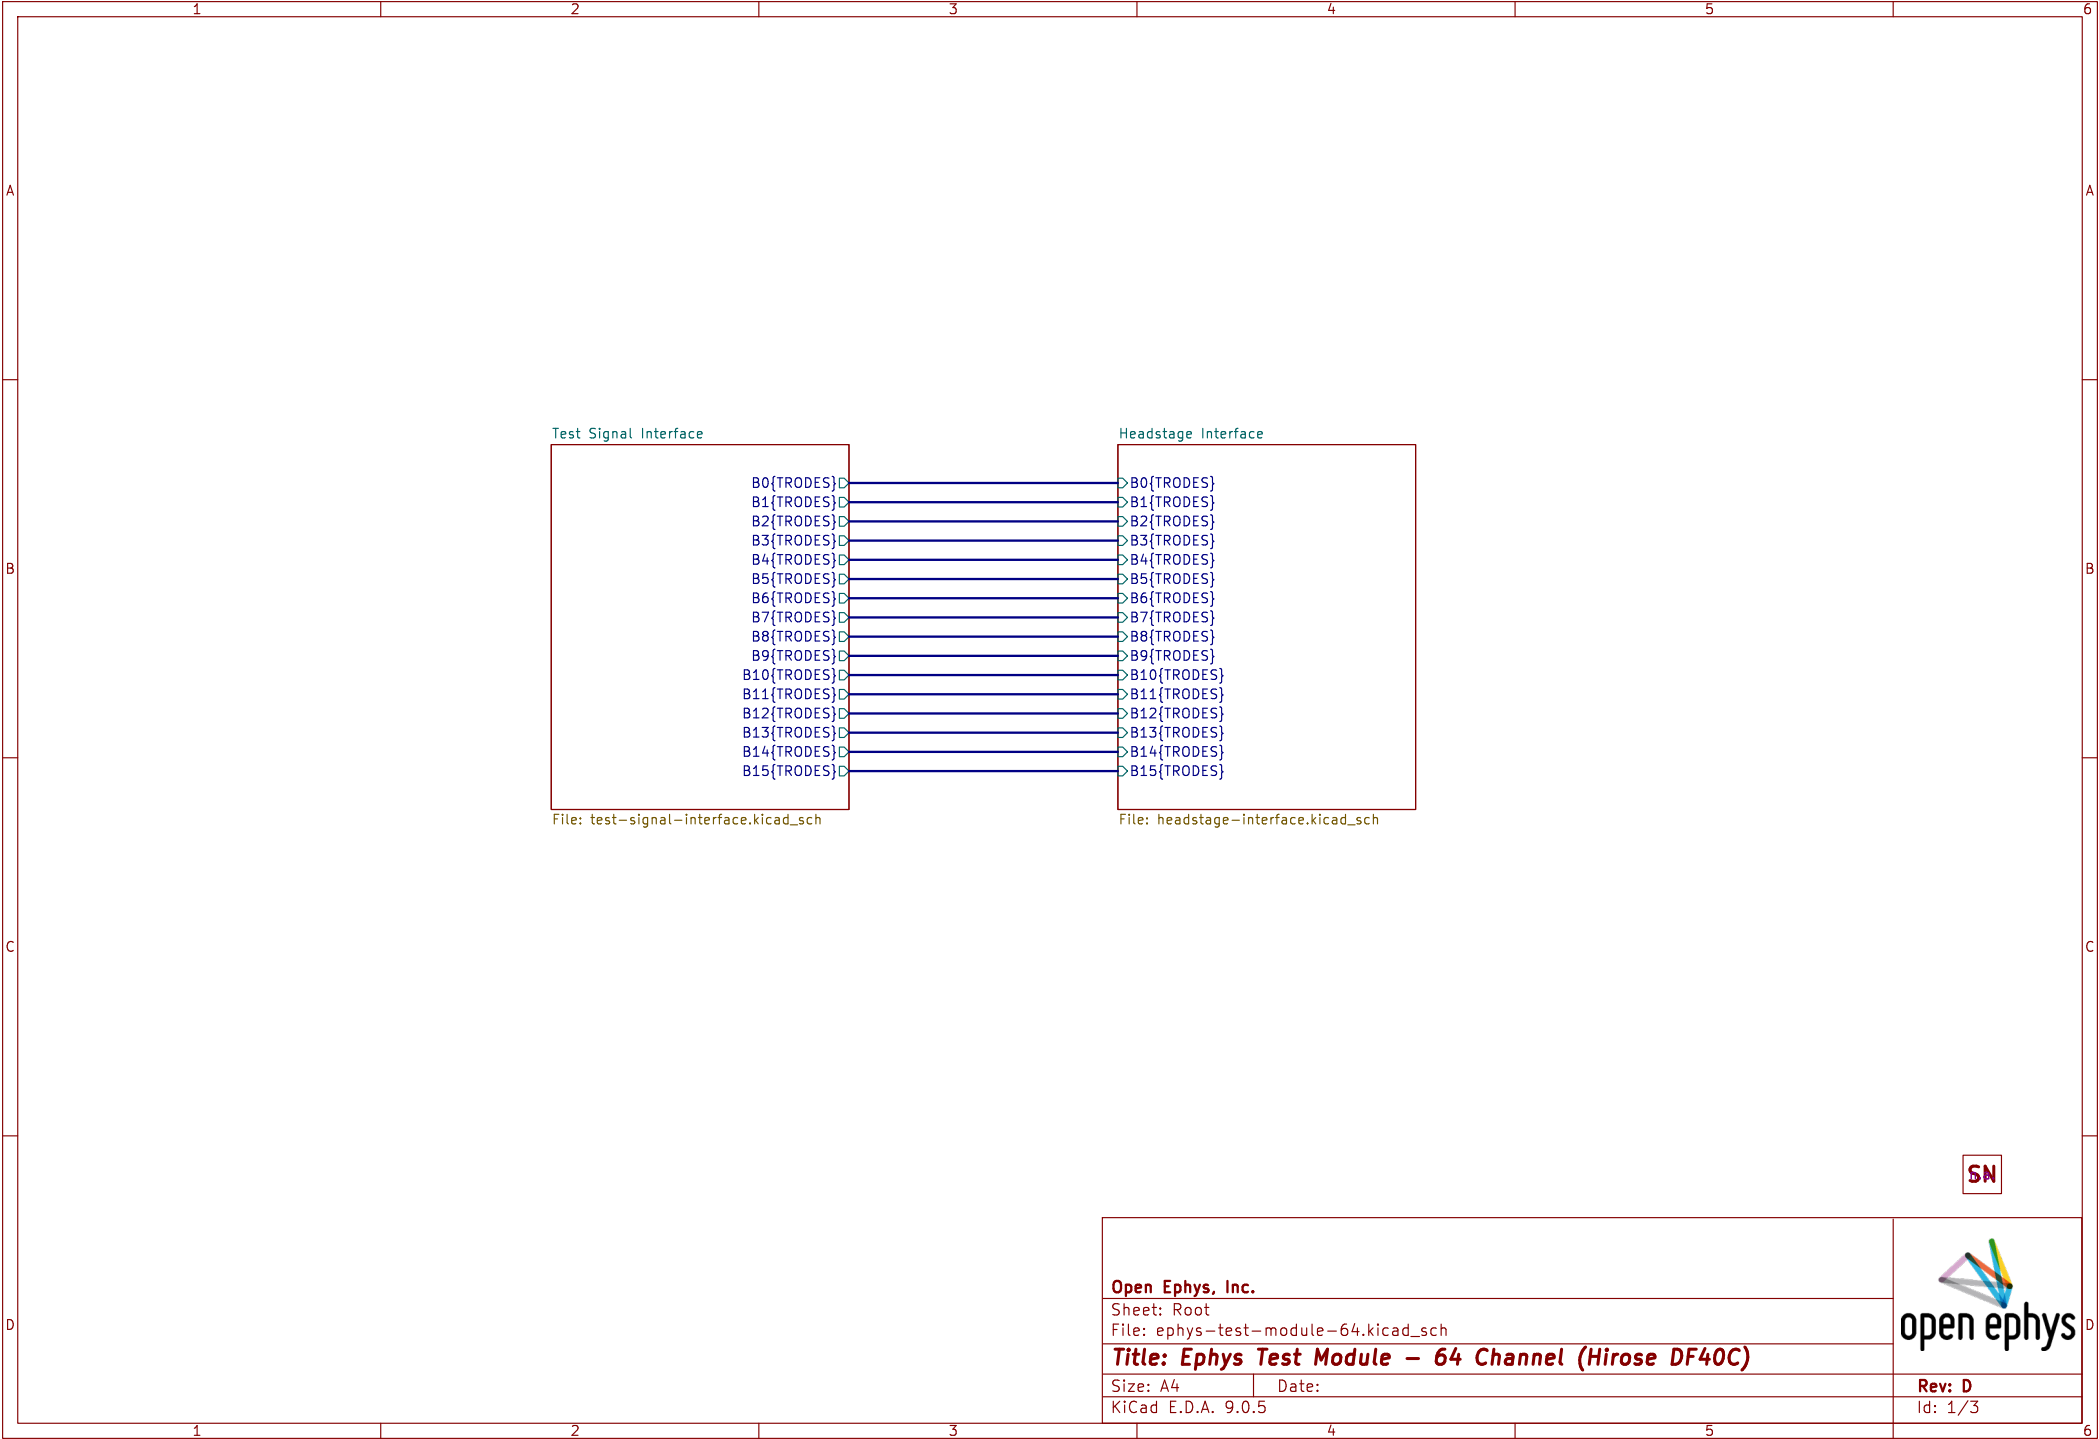 1 2 3 4 5 6
A A
Test Signal Interface
Headstage Interface
B0{TRODES} B0{TRODES}
B1{TRODES} B1{TRODES}
B2{TRODES} B2{TRODES}
B3{TRODES} B3{TRODES}
B4{TRODES} B4{TRODES}
B B5{TRODES} B5{TRODES} B
B6{TRODES} B6{TRODES}
B7{TRODES} B7{TRODES}
B8{TRODES} B8{TRODES}
B9{TRODES} B9{TRODES}
B10{TRODES} B10{TRODES}
B11{TRODES} B11{TRODES}
B12{TRODES} B12{TRODES}
B13{TRODES} B13{TRODES}
B14{TRODES} B14{TRODES}
B15{TRODES} B15{TRODES}
File: test-signal-interface.kicad_sch
File: headstage-interface.kicad_sch
C C
SN
Open Ephys, Inc.
Sheet: Root
File: ephys-test-module-64.kicad_sch
open ephys
D D
Title: Ephys Test Module - 64 Channel (Hirose DF40C)
Size: A4 Date:
Rev: D
KiCad E.D.A. 9.0.5
Id: 1/3
1 2 3 4 5 6